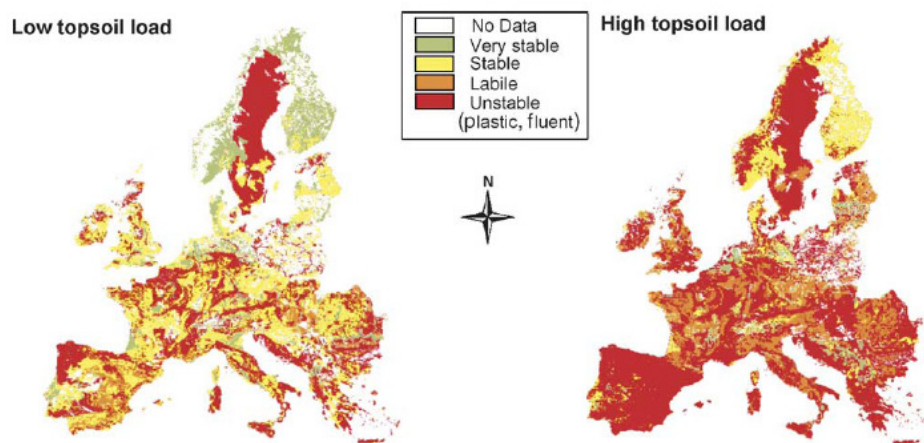 Low topsoil load
No Data
Very stable
Stable
Labile
Unstable
(plastic, fluent)
High topsoil load
N